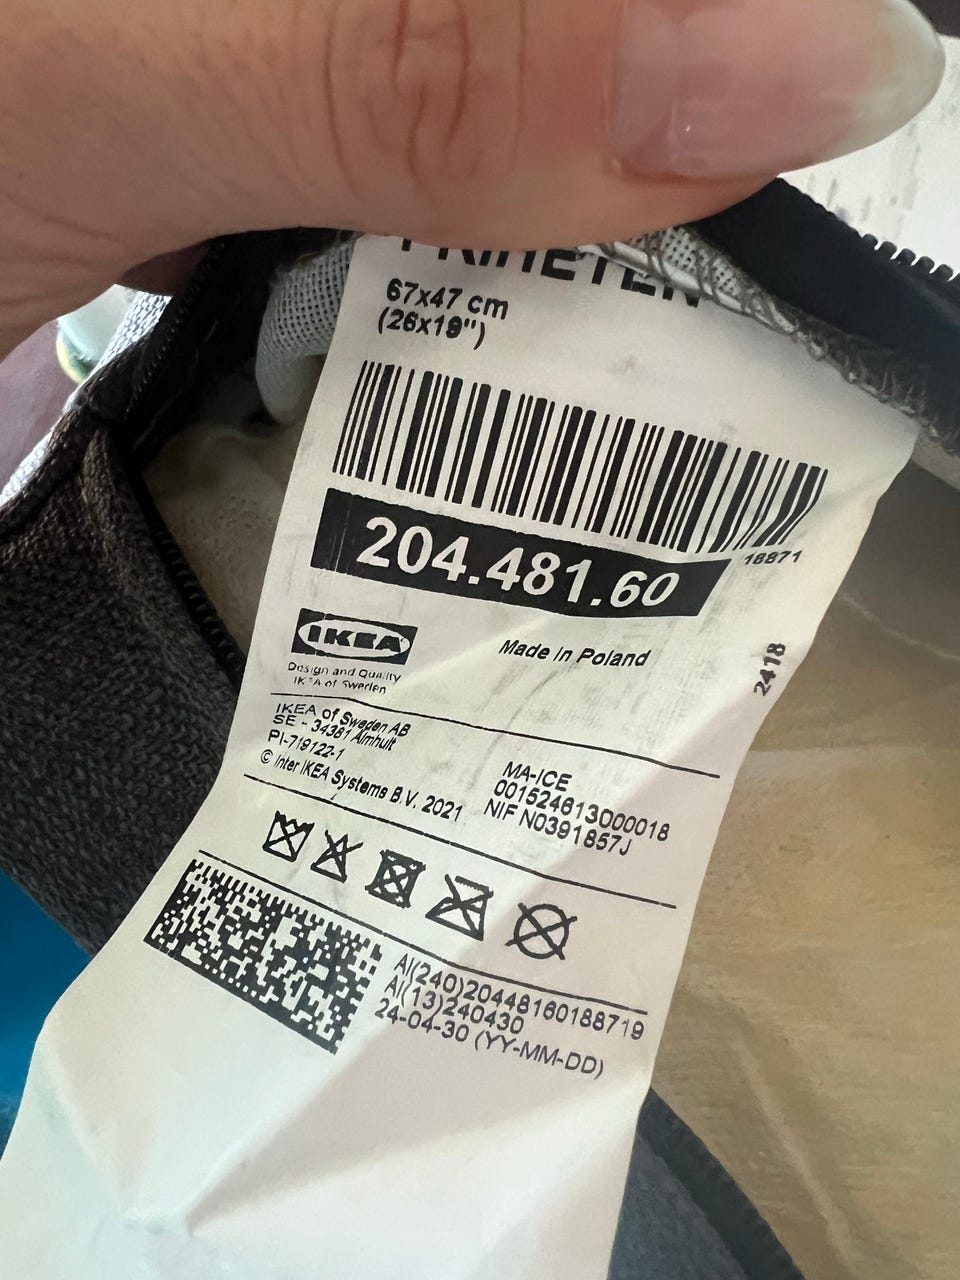 67x47 cm
(26x19")
18871
204.481.60
IKEA
Design and Quality
IKEA of Sweden
Made in Poland
2418
IKEA of Sweden AB
SE - 34381 Älmhult
PI-719122-1
© Inter IKEA Systems B.V. 2021
MA-ICE
001524613000018
NIF N0391857J
AI(240)20448160188719
AI(13)240430
24-04-30 (YY-MM-DD)